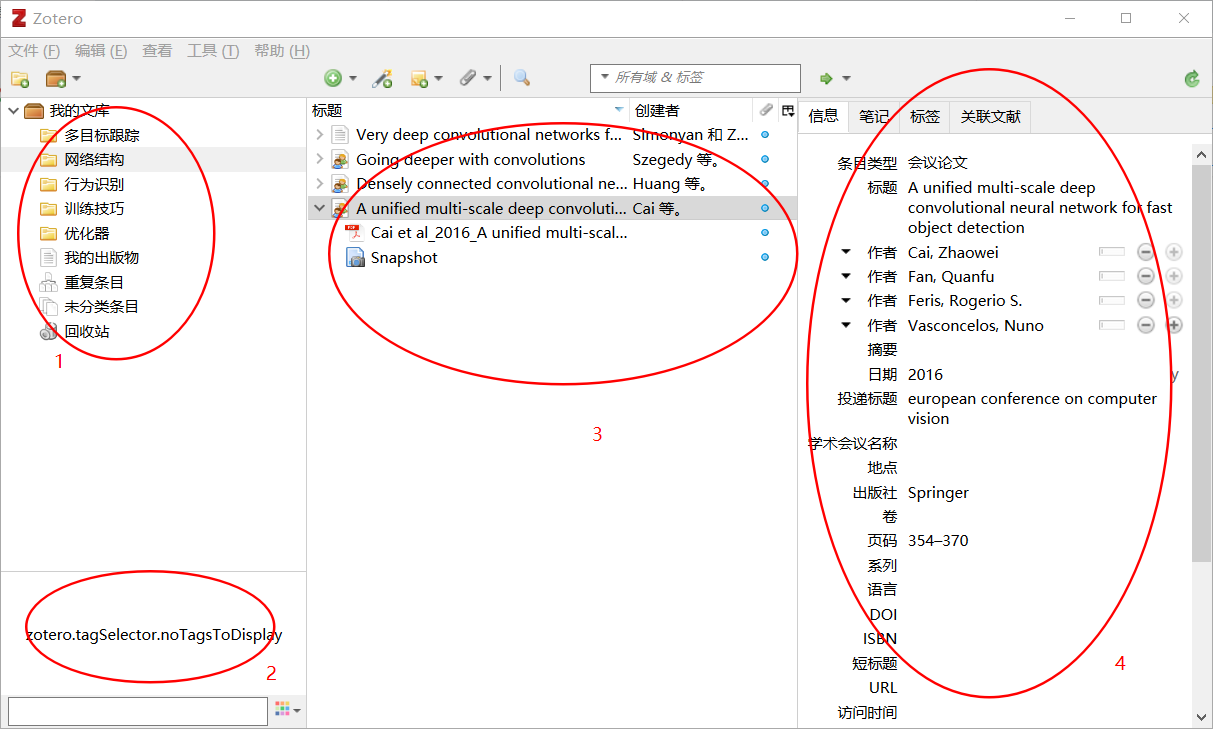 Zotero
文件 (F) 编辑 (E) 查看 工具 (T) 帮助 (H)
所有域 & 标签
我的文库
多目标跟踪
网络结构
行为识别
训练技巧
优化器
我的出版物
重复条目
未分类条目
回收站
1
zotero.tagSelector.noTagsToDisplay
2
标题 创建者
Very deep convolutional networks f... Simonyan 和 Z...
Going deeper with convolutions Szegedy 等。
Densely connected convolutional ne... Huang 等。
A unified multi-scale deep convoluti... Cai 等。
PDF Cai et al_2016_A unified multi-scal...
Snapshot
3
信息 笔记 标签 关联文献
条目类型 会议论文
标题 A unified multi-scale deep
convolutional neural network for fast
object detection
作者 Cai, Zhaowei
作者 Fan, Quanfu
作者 Feris, Rogerio S.
作者 Vasconcelos, Nuno
摘要
日期 2016 y
投递标题 european conference on computer
vision
学术会议名称
地点
出版社 Springer
卷
页码 354–370
系列
语言
DOI
ISBN
短标题
URL
访问时间
4